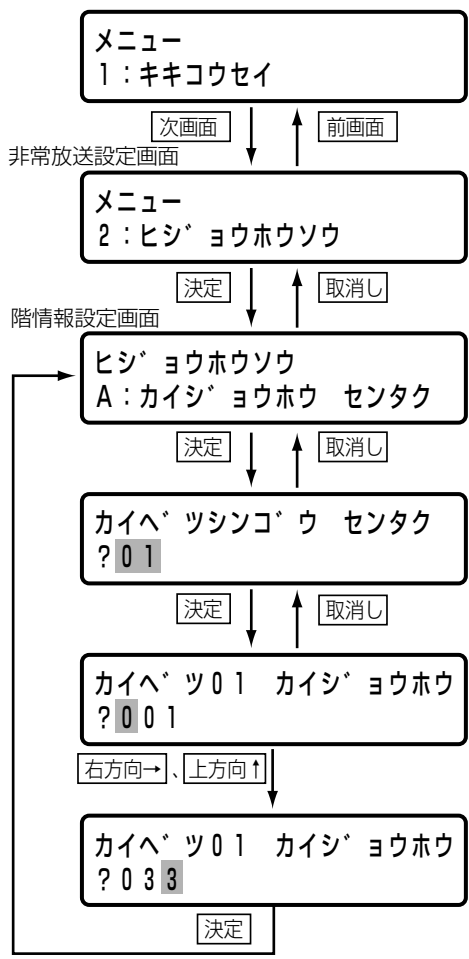 メニュー
1：キキコウセイ
次画面 前画面
非常放送設定画面
メニュー
2：ヒシ゛ョウホウソウ
決定 取消し
階情報設定画面
ヒシ゛ョウホウソウ
A：カイシ゛ョウホウ　センタク
決定 取消し
カイヘ゛ツシンコ゛ウ　センタク
?01
決定 取消し
カイヘ゛ツ01　カイシ゛ョウホウ
?001
右方向→、上方向↑
カイヘ゛ツ01　カイシ゛ョウホウ
?033
決定